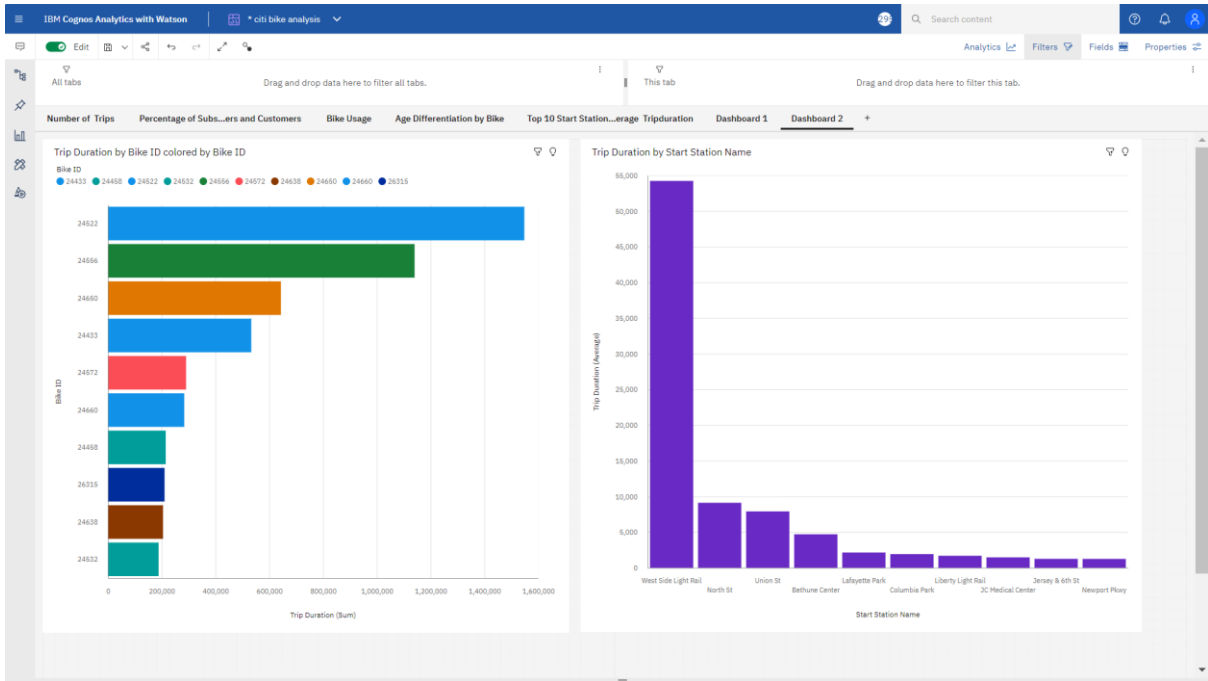 IBM Cognos Analytics with Watson
* citi bike analysis
Search content
Edit
Analytics
Filters
Fields
Properties
All tabs
Drag and drop data here to filter all tabs.
This tab
Drag and drop data here to filter this tab.
Number of Trips
Percentage of Subs...ers and Customers
Bike Usage
Age Differentiation by Bike
Top 10 Start Station...erage Tripduration
Dashboard 1
Dashboard 2
+
Trip Duration by Bike ID colored by Bike ID
Bike ID
24433 24458 24522 24532 24556 24572 24638 24650 24660 26315
24522
24556
24650
24433
24572
24660
24458
26315
24638
24532
Bike ID
0 200,000 400,000 600,000 800,000 1,000,000 1,200,000 1,400,000 1,600,000
Trip Duration (Sum)
Trip Duration by Start Station Name
55,000
50,000
45,000
40,000
35,000
30,000
25,000
20,000
15,000
10,000
5,000
0
Trip Duration (Average)
West Side Light Rail
North St
Union St
Bethune Center
Lafayette Park
Columbia Park
Liberty Light Rail
JC Medical Center
Jersey & 6th St
Newport Pkwy
Start Station Name